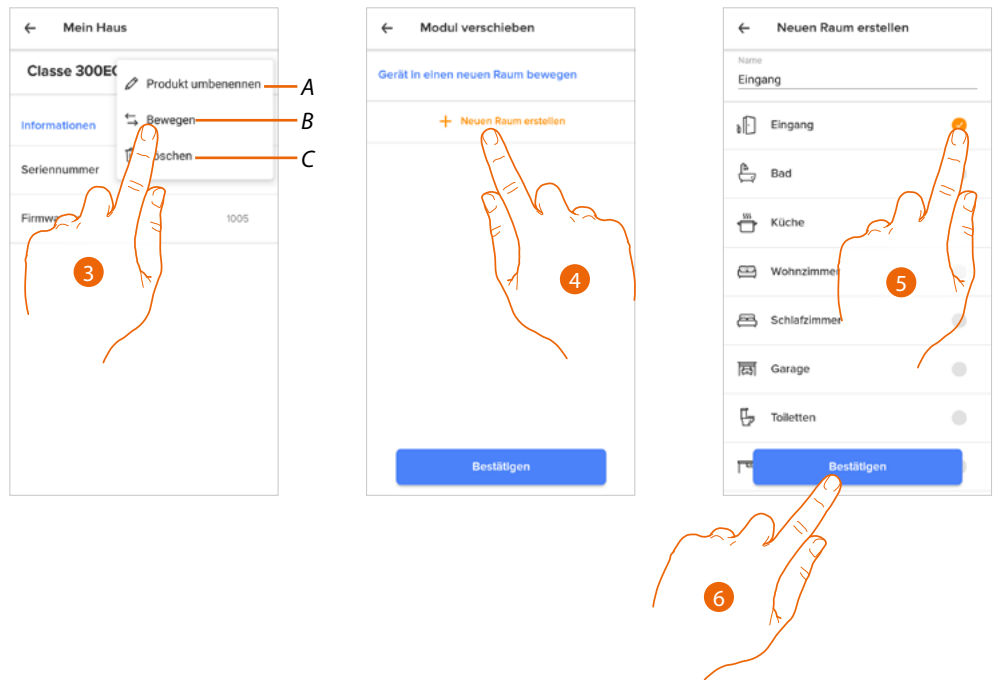 Mein Haus
Classe 300EC
Produkt umbenennen
A
Informationen
Bewegen
B
Löschen
C
Seriennummer
Firmwa
1005
3
Modul verschieben
Gerät in einen neuen Raum bewegen
Neuen Raum erstellen
4
Bestätigen
Neuen Raum erstellen
Name
Eingang
Eingang
Bad
Küche
Wohnzimmer
5
Schlafzimmer
Garage
Toiletten
Bestätigen
6